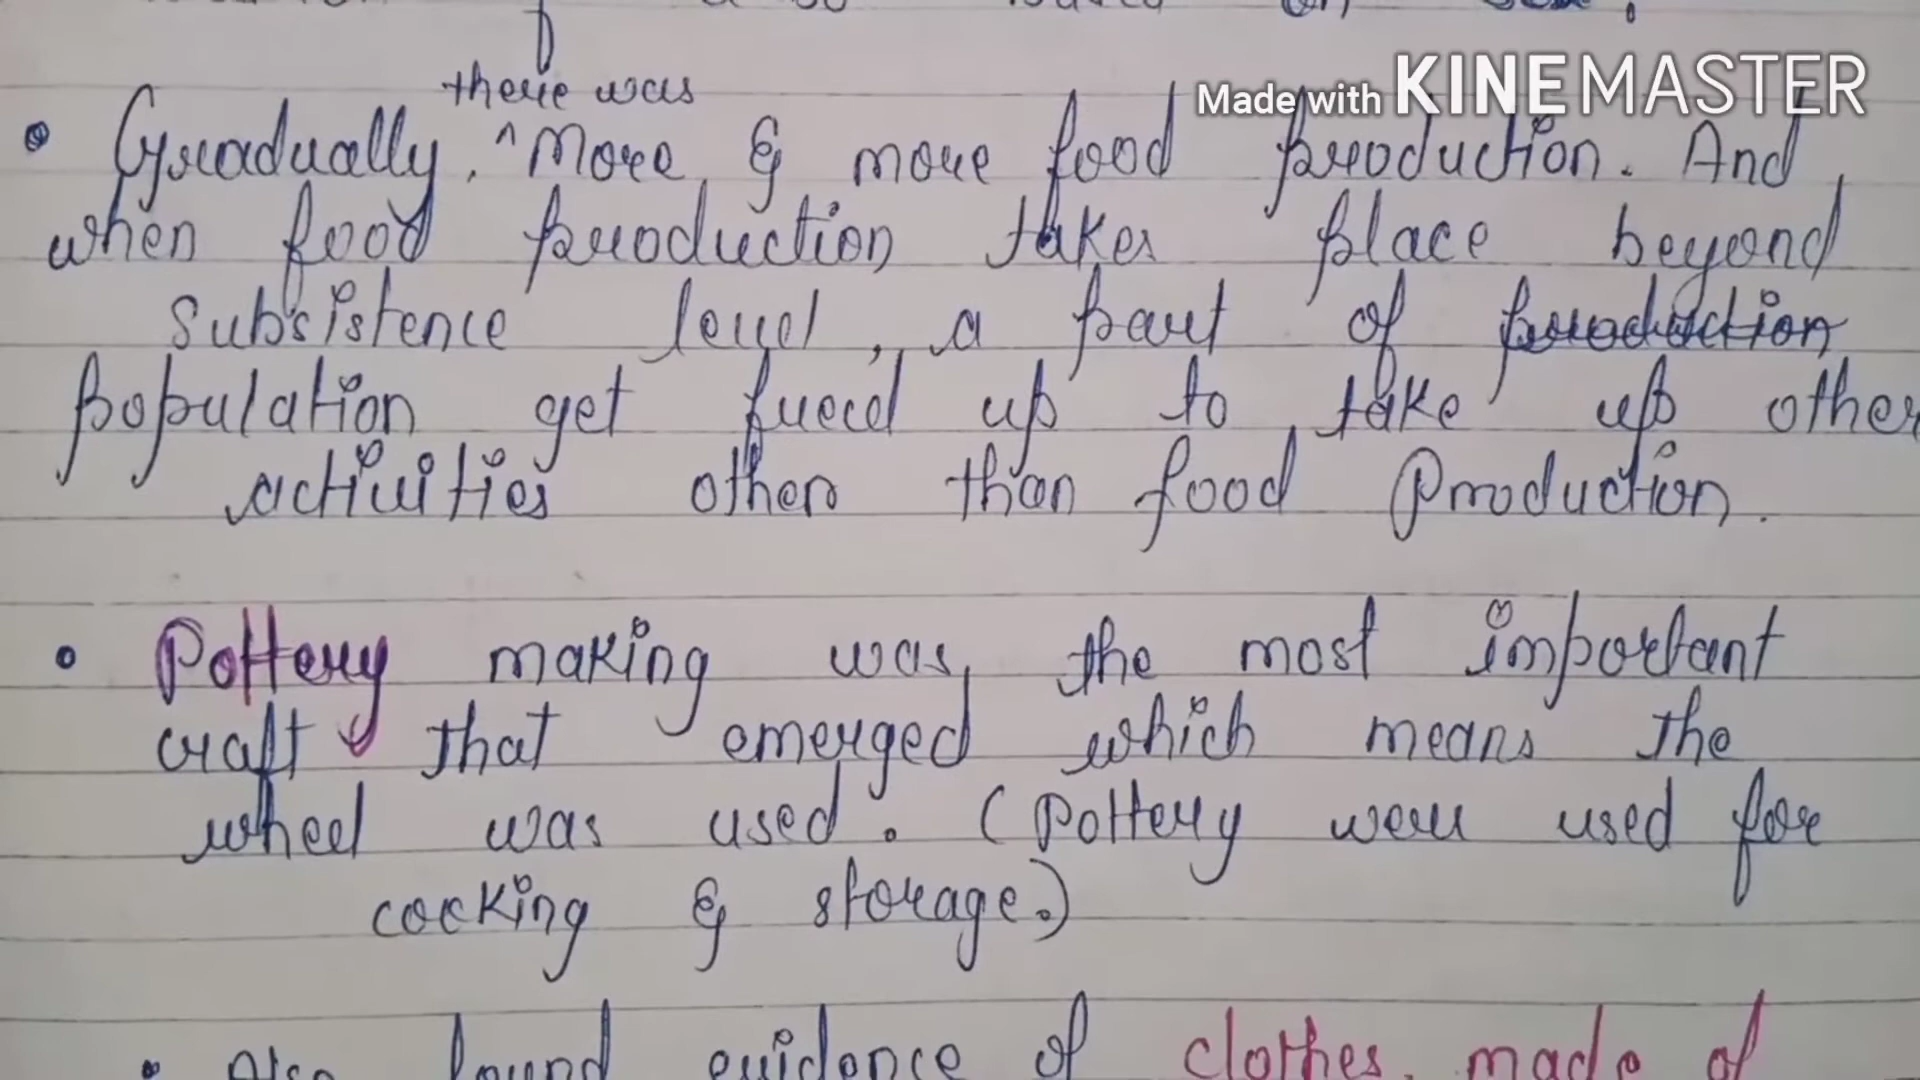 Made with KINEMASTER
there was
• Gradually, ^ More & more food production. And
when food production takes place beyond
subsistence level, a part of production
population get freed up to take up other
activities other than food Production.
• Pottery making was the most important
craft that emerged which means the
wheel was used. (Pottery were used for
cooking & storage.)
• Also found evidence of clothes, made of